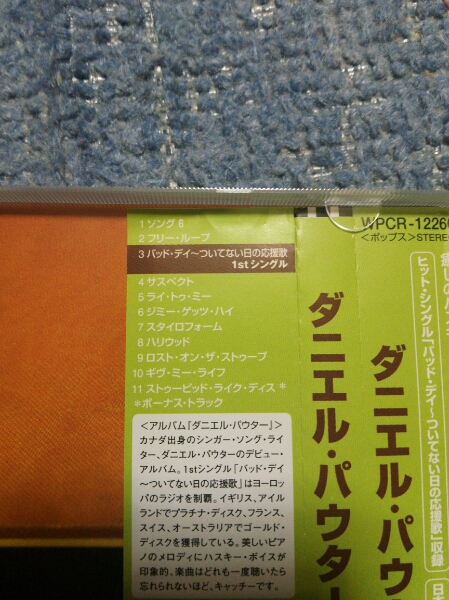 1 ソング 6
2 フリー・ループ
3 バッド・デイ〜ついてない日の応援歌
1stシングル
4 サスペクト
5 ライ・トゥ・ミー
6 ジミー・ゲッツ・ハイ
7 スタイロフォーム
8 ハリウッド
9 ロスト・オン・ザ・ストゥープ
10 ギヴ・ミー・ライフ
11 ストゥーピッド・ライク・ディス *
*ボーナス・トラック
<アルバム『ダニエル・パウター』>
カナダ出身のシンガー・ソング・ライ
ター、ダニエル・パウターのデビュー・
アルバム。1stシングル「バッド・デイ
〜ついてない日の応援歌」はヨーロッ
パのラジオを制覇。イギリス、アイル
ランドでプラチナ・ディスク、フランス、
スイス、オーストラリアでゴールド・
ディスクを獲得している。美しいピア
ノのメロディにハスキー・ボイスが
印象的。楽曲はどれも一度聴いたら
忘れられないほど、キャッチーです。
ダニエル・パウター
WPCR-1226
<ポップス> STERE
ダニエル・パウ
ヒット・シングル「バッド・デイ〜ついてない日の応援歌」収録
日本